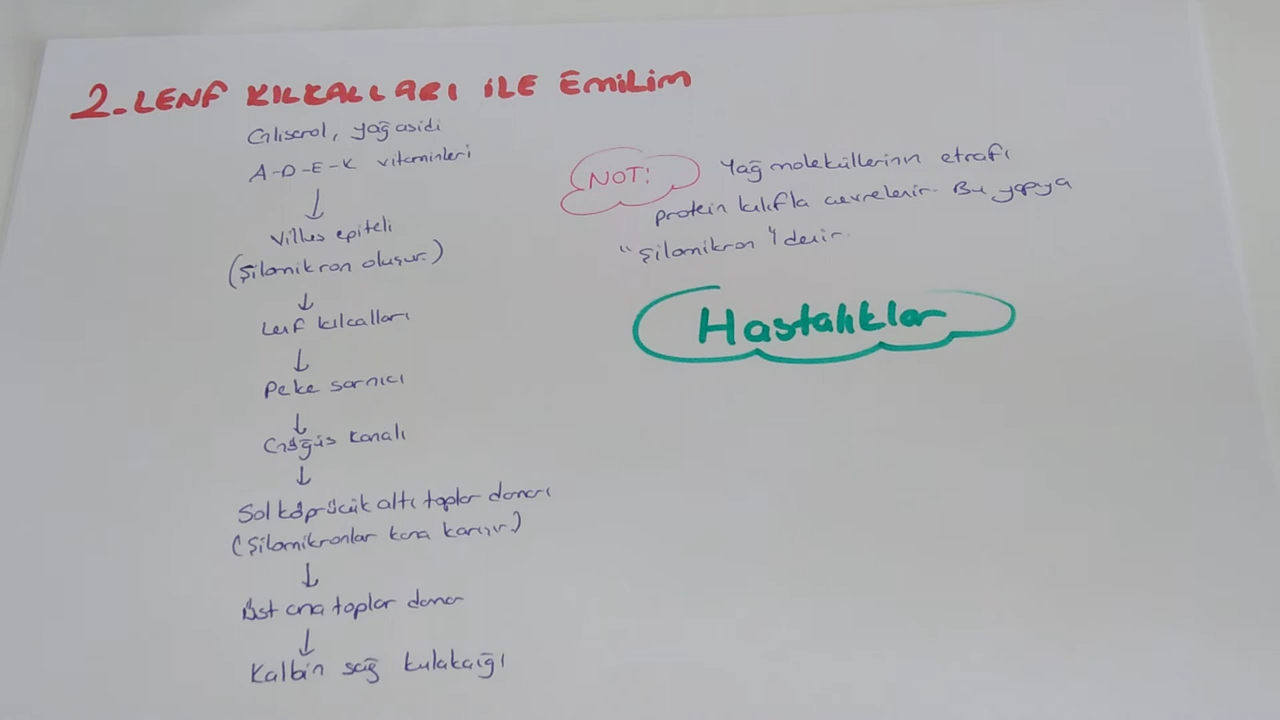 2. LENF KILCALLARI İLE EMİLİM
Gliserol, yağ asidi
A-D-E-K vitaminleri
↓
Villus epiteli
(Şilomikron oluşur.)
↓
Lenf kılcalları
↓
Peke sarnıcı
↓
Göğüs kanalı
↓
Sol köprücük altı toplar damarı
(Şilomikronlar kana karışır.)
↓
Üst ana toplar damar
↓
Kalbin sağ kulakçığı
NOT:
Yağ moleküllerinin etrafı
protein kılıfla çevrelenir. Bu yapıya
"Şilomikron" denir.
Hastalıklar